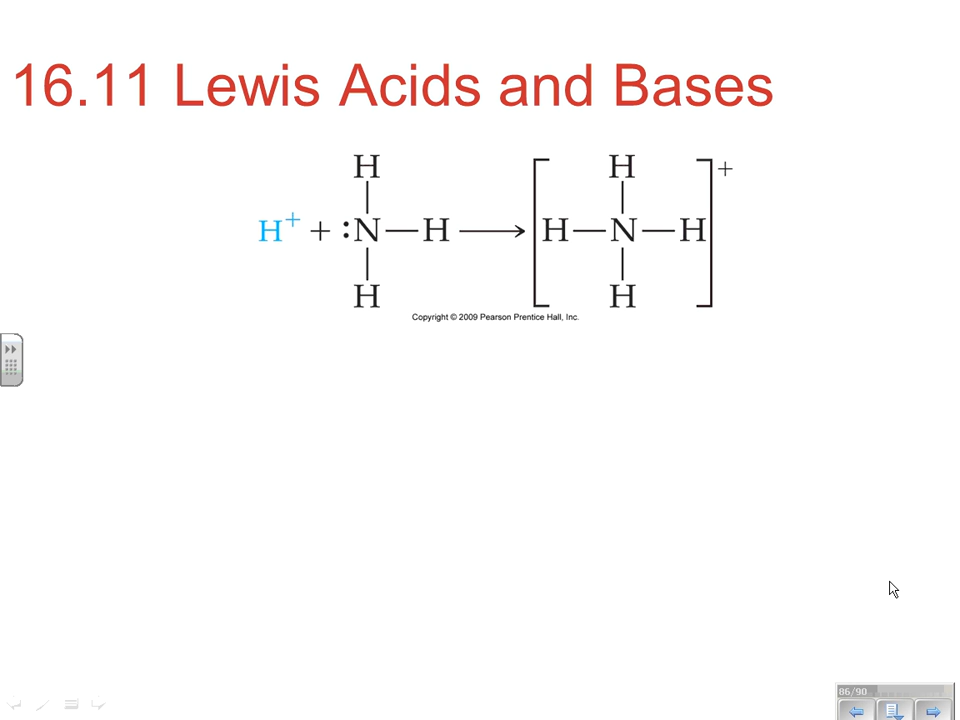 16.11 Lewis Acids and Bases
H H +
H+ + :N—H ⟶ [H—N—H]
H H
Copyright © 2009 Pearson Prentice Hall, Inc.
86/90